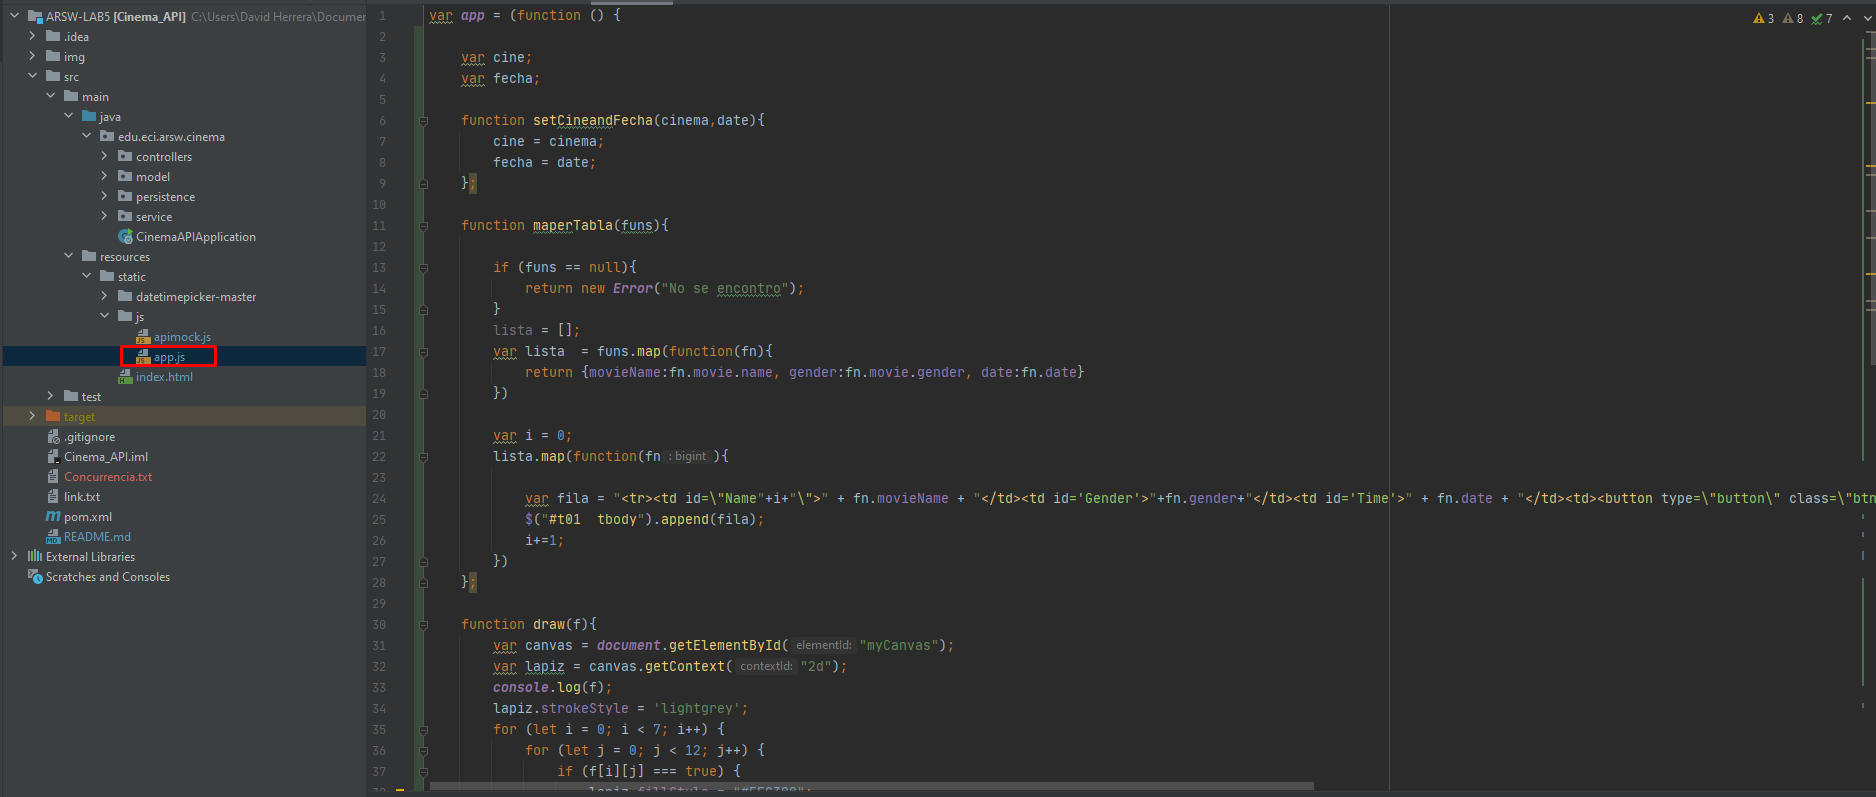 ARSW-LAB5 [Cinema_API] C:\Users\David Herrera\Documer
.idea
img
src
main
java
edu.eci.arsw.cinema
controllers
model
persistence
service
CinemaAPIApplication
resources
static
datetimepicker-master
js
apimock.js
app.js
index.html
test
target
.gitignore
Cinema_API.iml
Concurrencia.txt
link.txt
pom.xml
README.md
External Libraries
Scratches and Consoles
3 8 7
1 var app = (function () {
2
3 var cine;
4 var fecha;
5
6 function setCineandFecha(cinema,date){
7 cine = cinema;
8 fecha = date;
9 };
10
11 function maperTabla(funs){
12
13 if (funs == null){
14 return new Error("No se encontro");
15 }
16 lista = [];
17 var lista  = funs.map(function(fn){
18 return {movieName:fn.movie.name, gender:fn.movie.gender, date:fn.date}
19 })
20
21 var i = 0;
22 lista.map(function(fn : bigint ){
23
24 var fila = "<tr><td id=\"Name"+i+"\">" + fn.movieName + "</td><td id='Gender'>"+fn.gender+"</td><td id='Time'>" + fn.date + "</td><td><button type=\"button\" class=\"btn
25 $("#t01  tbody").append(fila);
26 i+=1;
27 })
28 };
29
30 function draw(f){
31 var canvas = document.getElementById( elementId: "myCanvas");
32 var lapiz = canvas.getContext( contextId: "2d");
33 console.log(f);
34 lapiz.strokeStyle = 'lightgrey';
35 for (let i = 0; i < 7; i++) {
36 for (let j = 0; j < 12; j++) {
37 if (f[i][j] === true) {